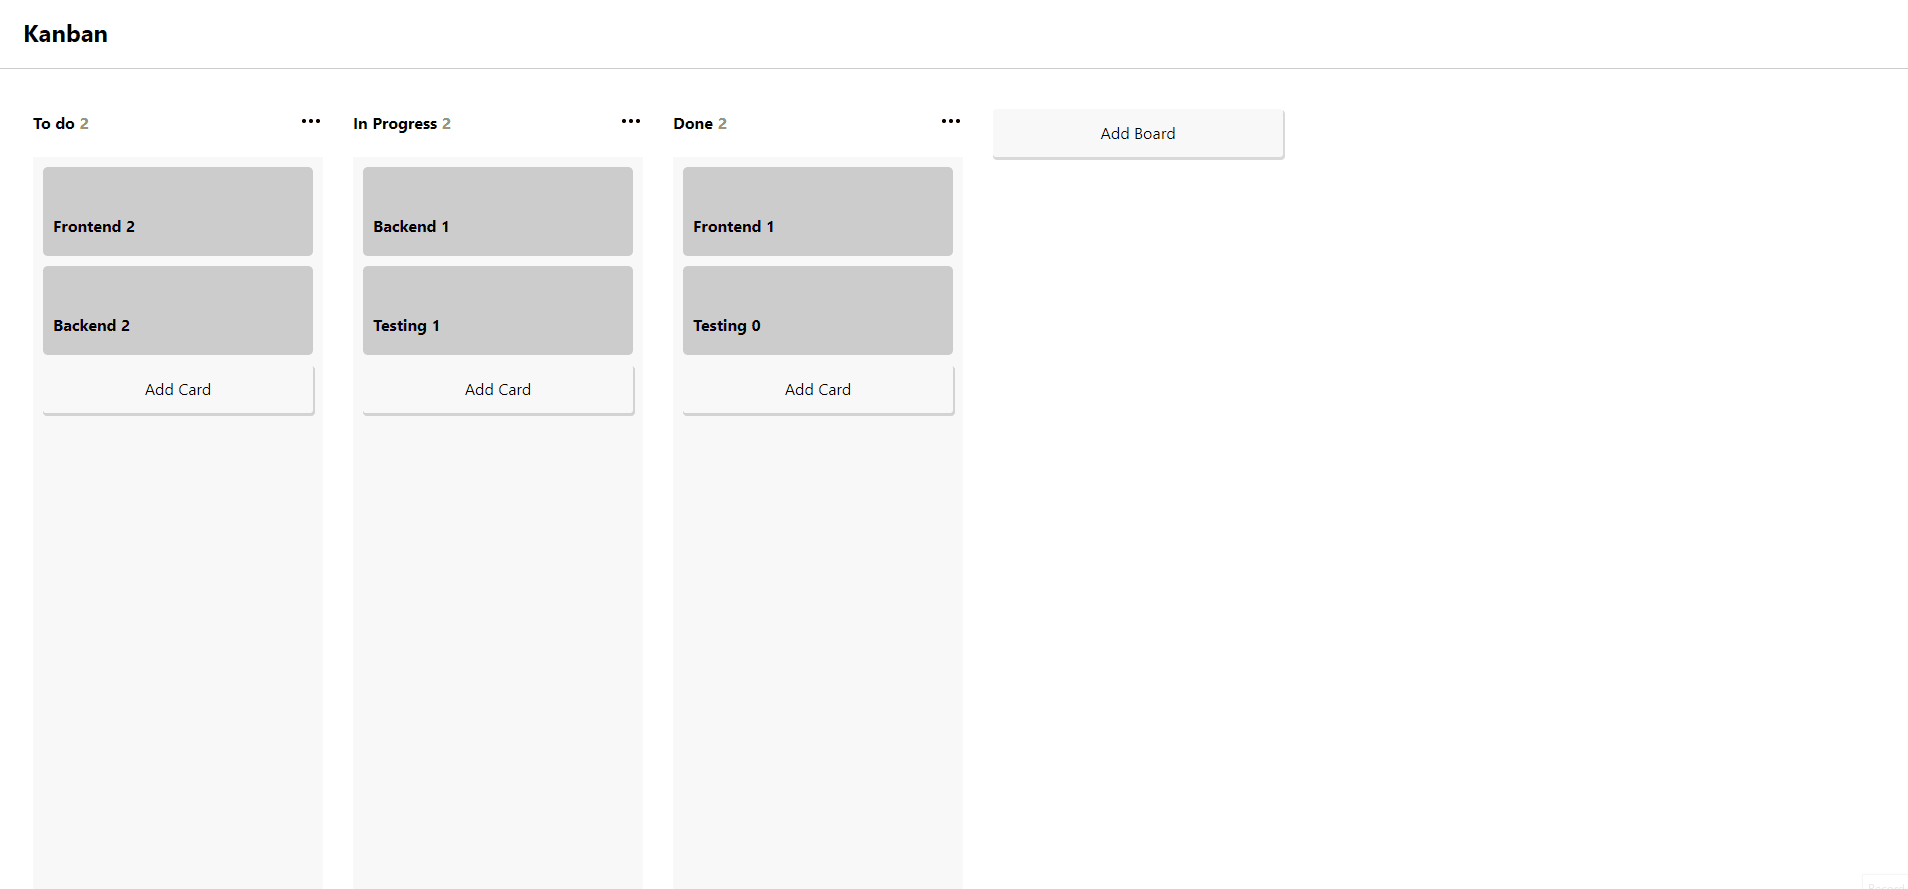 Kanban
To do 2
Frontend 2
Backend 2
Add Card
In Progress 2
Backend 1
Testing 1
Add Card
Done 2
Frontend 1
Testing 0
Add Card
Add Board